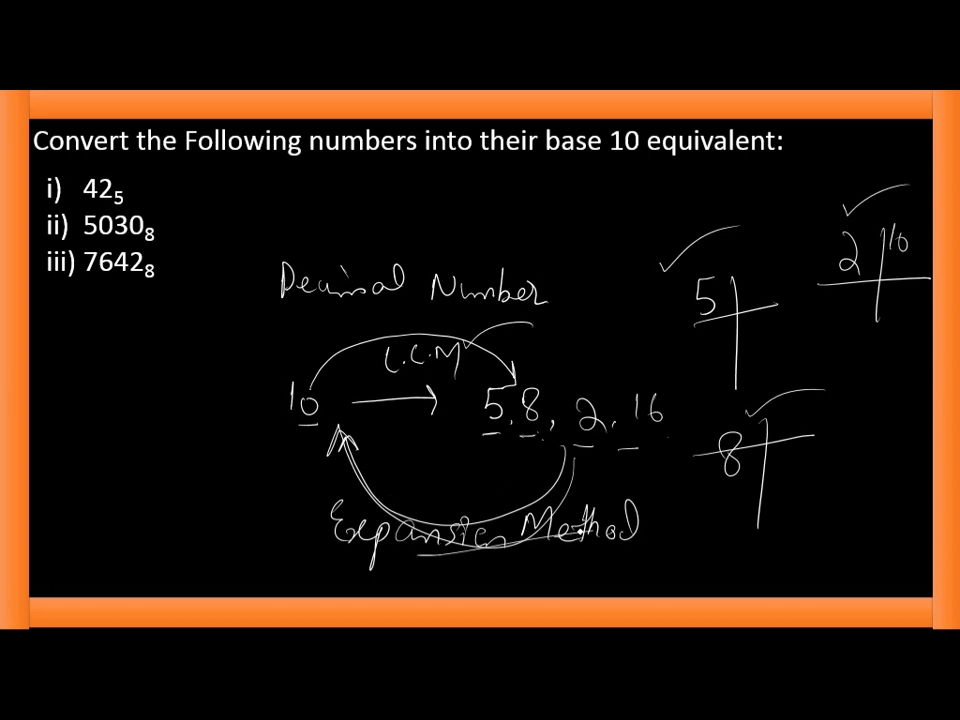 Convert the Following numbers into their base 10 equivalent:
i) 42₅
ii) 5030₈
iii) 7642₈
Decimal Number
2 10
5
L.C.M
10 → 5, 8, 2, 16
8
Expansion Method